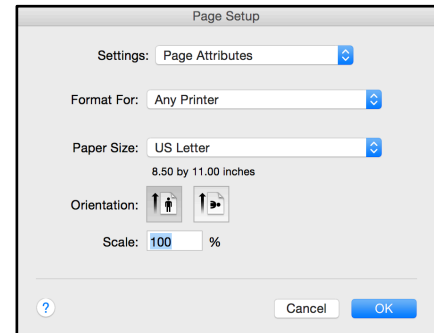 Page Setup
Settings: Page Attributes
Format For: Any Printer
Paper Size: US Letter
8.50 by 11.00 inches
Orientation:
Scale: 100 %
? Cancel OK